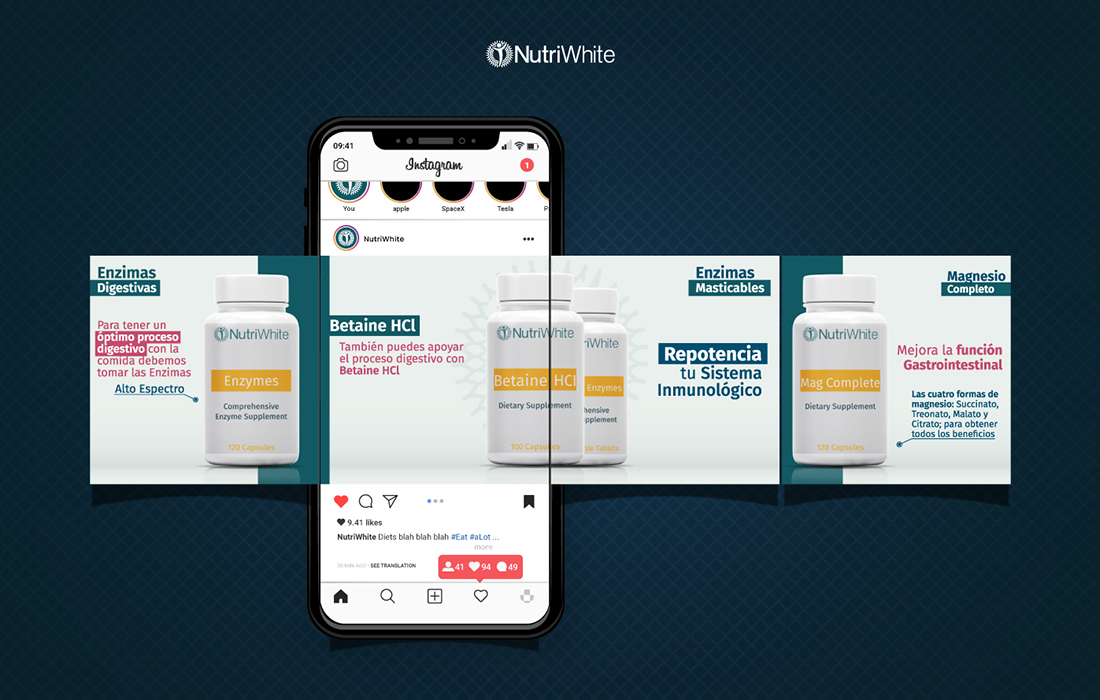 NutriWhite
09:41
Instagram
1
You
apple
SpaceX
Tesla
P
NutriWhite
•••
Enzimas
Digestivas
Para tener un
óptimo proceso
digestivo con la
comida debemos
tomar las Enzimas
Alto Espectro
NutriWhite
Enzymes
Comprehensive
Enzyme Supplement
120 Capsules
Betaine HCl
También puedes apoyar
el proceso digestivo con
Betaine HCl
NutriWhite
Betaine HCl
Dietary Supplement
100 Capsules
riWhite
Enzymes
hensive
pplement
ble Tablets
Enzimas
Masticables
Repotencia
tu Sistema
Inmunológico
NutriWhite
Mag Complete
Dietary Supplement
120 Capsules
Magnesio
Completo
Mejora la función
Gastrointestinal
Las cuatro formas de
magnesio: Succinato,
Treonato, Malato y
Citrato; para obtener
todos los beneficios
9.41 likes
NutriWhite Diets blah blah blah #Eat #aLot ...
more
20 MIN AGO · SEE TRANSLATION
41 94 49